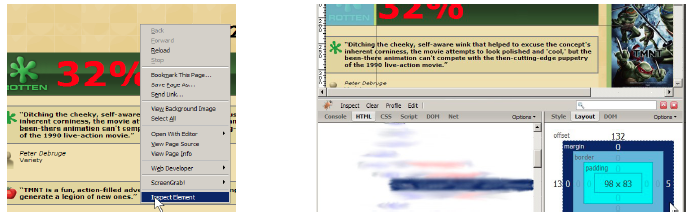 ROTTEN
32%
Back
Forward
Reload
Stop
Bookmark This Page...
Save Page As...
Send Link...
View Background Image
Select All
Open With Editor
View Page Source
View Page Info
Web Developer
ScreenGrab!
Inspect Element
"Ditching the cheeky, self-aware
inherent corniness, the movie at
been-there animation can't comp
of the 1990 live-action movie."
Peter Debruge
Variety
"TMNT is a fun, action-filled adve
generate a legion of new ones."
ROTTEN
32%
"Ditching the cheeky, self-aware wink that helped to excuse the concept's
inherent corniness, the movie attempts to look polished and 'cool,' but the
been-there animation can't compete with the then-cutting-edge puppetry
of the 1990 live-action movie."
Peter Debruge
TMNT
Inspect Clear Profile Edit
Console HTML CSS Script DOM Net Options
Style Layout DOM Options
offset 132
margin 0
border 0
padding
98 x 83
13 0 0 0 5